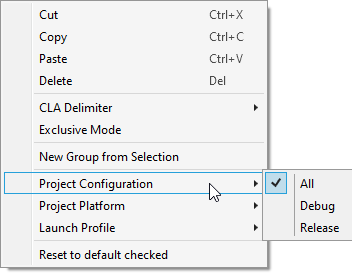 Cut Ctrl+X
Copy Ctrl+C
Paste Ctrl+V
Delete Del
CLA Delimiter
Exclusive Mode
New Group from Selection
Project Configuration
All
Project Platform
Debug
Launch Profile
Release
Reset to default checked